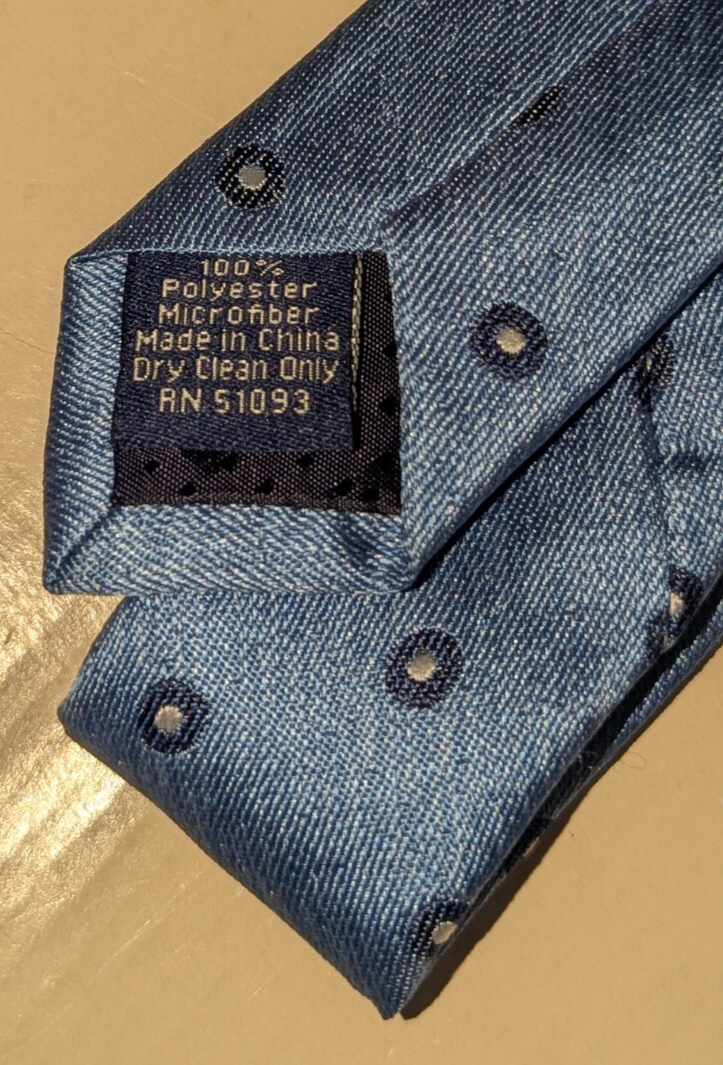 100%
Polyester
Microfiber
Made in China
Dry Clean Only
RN 51093